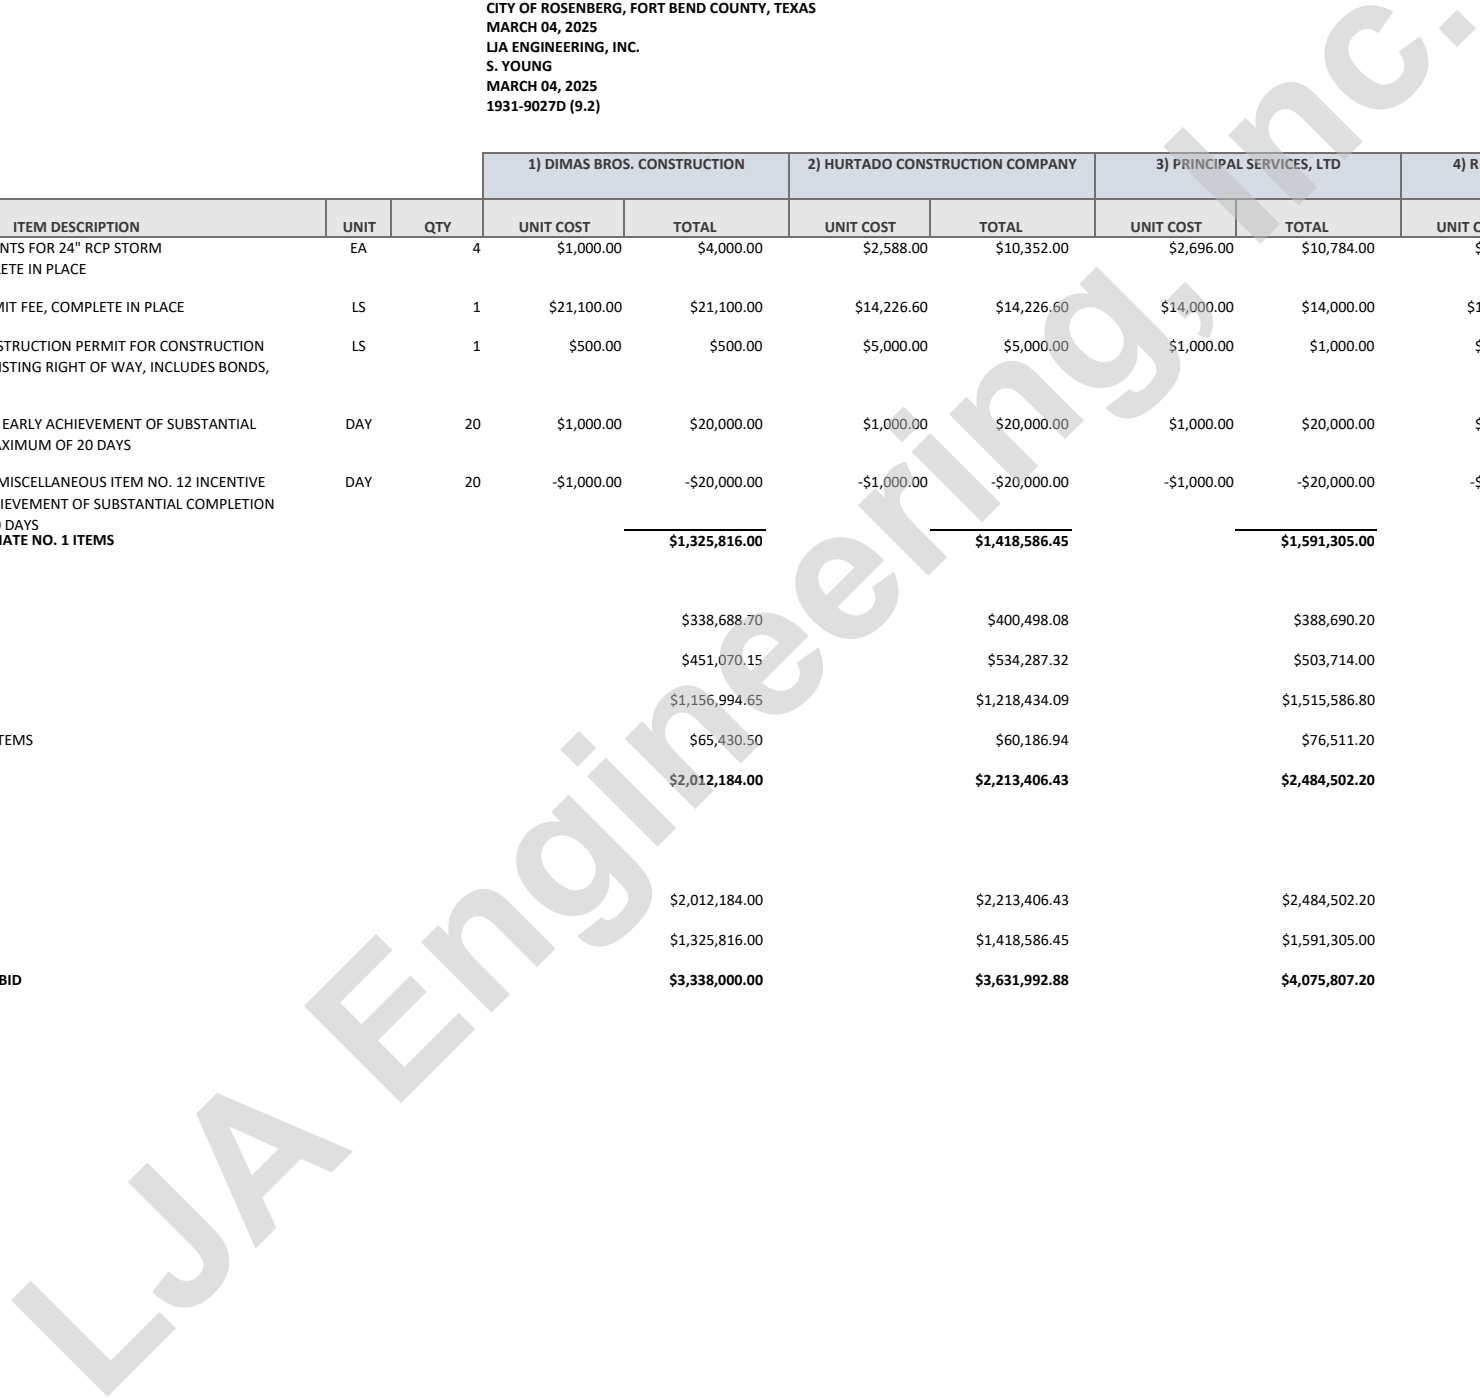 CITY OF ROSENBERG, FORT BEND COUNTY, TEXAS
MARCH 04, 2025
LJA ENGINEERING, INC.
S. YOUNG
MARCH 04, 2025
1931-9027D (9.2)
1) DIMAS BROS. CONSTRUCTION 2) HURTADO CONSTRUCTION COMPANY 3) PRINCIPAL SERVICES, LTD 4) R
ITEM DESCRIPTION UNIT QTY UNIT COST TOTAL UNIT COST TOTAL UNIT COST TOTAL UNIT C
NTS FOR 24" RCP STORM EA 4 $1,000.00 $4,000.00 $2,588.00 $10,352.00 $2,696.00 $10,784.00 $
ETE IN PLACE
MIT FEE, COMPLETE IN PLACE LS 1 $21,100.00 $21,100.00 $14,226.60 $14,226.60 $14,000.00 $14,000.00 $1
STRUCTION PERMIT FOR CONSTRUCTION LS 1 $500.00 $500.00 $5,000.00 $5,000.00 $1,000.00 $1,000.00 $
ISTING RIGHT OF WAY, INCLUDES BONDS,
EARLY ACHIEVEMENT OF SUBSTANTIAL DAY 20 $1,000.00 $20,000.00 $1,000.00 $20,000.00 $1,000.00 $20,000.00 $
AXIMUM OF 20 DAYS
MISCELLANEOUS ITEM NO. 12 INCENTIVE DAY 20 -$1,000.00 -$20,000.00 -$1,000.00 -$20,000.00 -$1,000.00 -$20,000.00 -$
IEVEMENT OF SUBSTANTIAL COMPLETION
DAYS
NATE NO. 1 ITEMS $1,325,816.00 $1,418,586.45 $1,591,305.00
$338,688.70 $400,498.08 $388,690.20
$451,070.15 $534,287.32 $503,714.00
$1,156,994.65 $1,218,434.09 $1,515,586.80
TEMS $65,430.50 $60,186.94 $76,511.20
$2,012,184.00 $2,213,406.43 $2,484,502.20
$2,012,184.00 $2,213,406.43 $2,484,502.20
$1,325,816.00 $1,418,586.45 $1,591,305.00
BID $3,338,000.00 $3,631,992.88 $4,075,807.20
LJA Engineering, Inc.